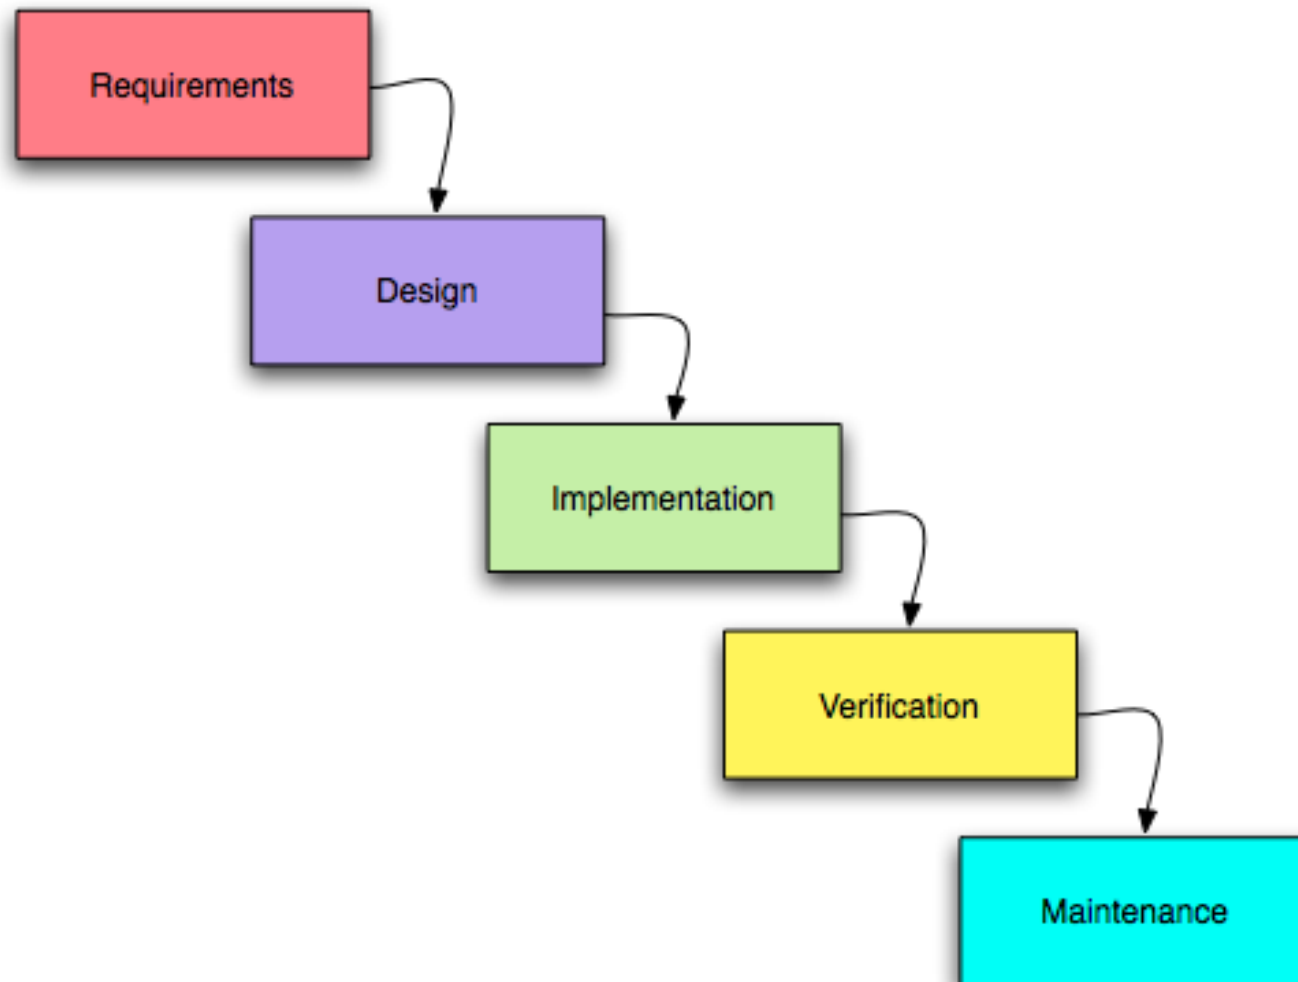 Requirements
Design
Implementation
Verification
Maintenance